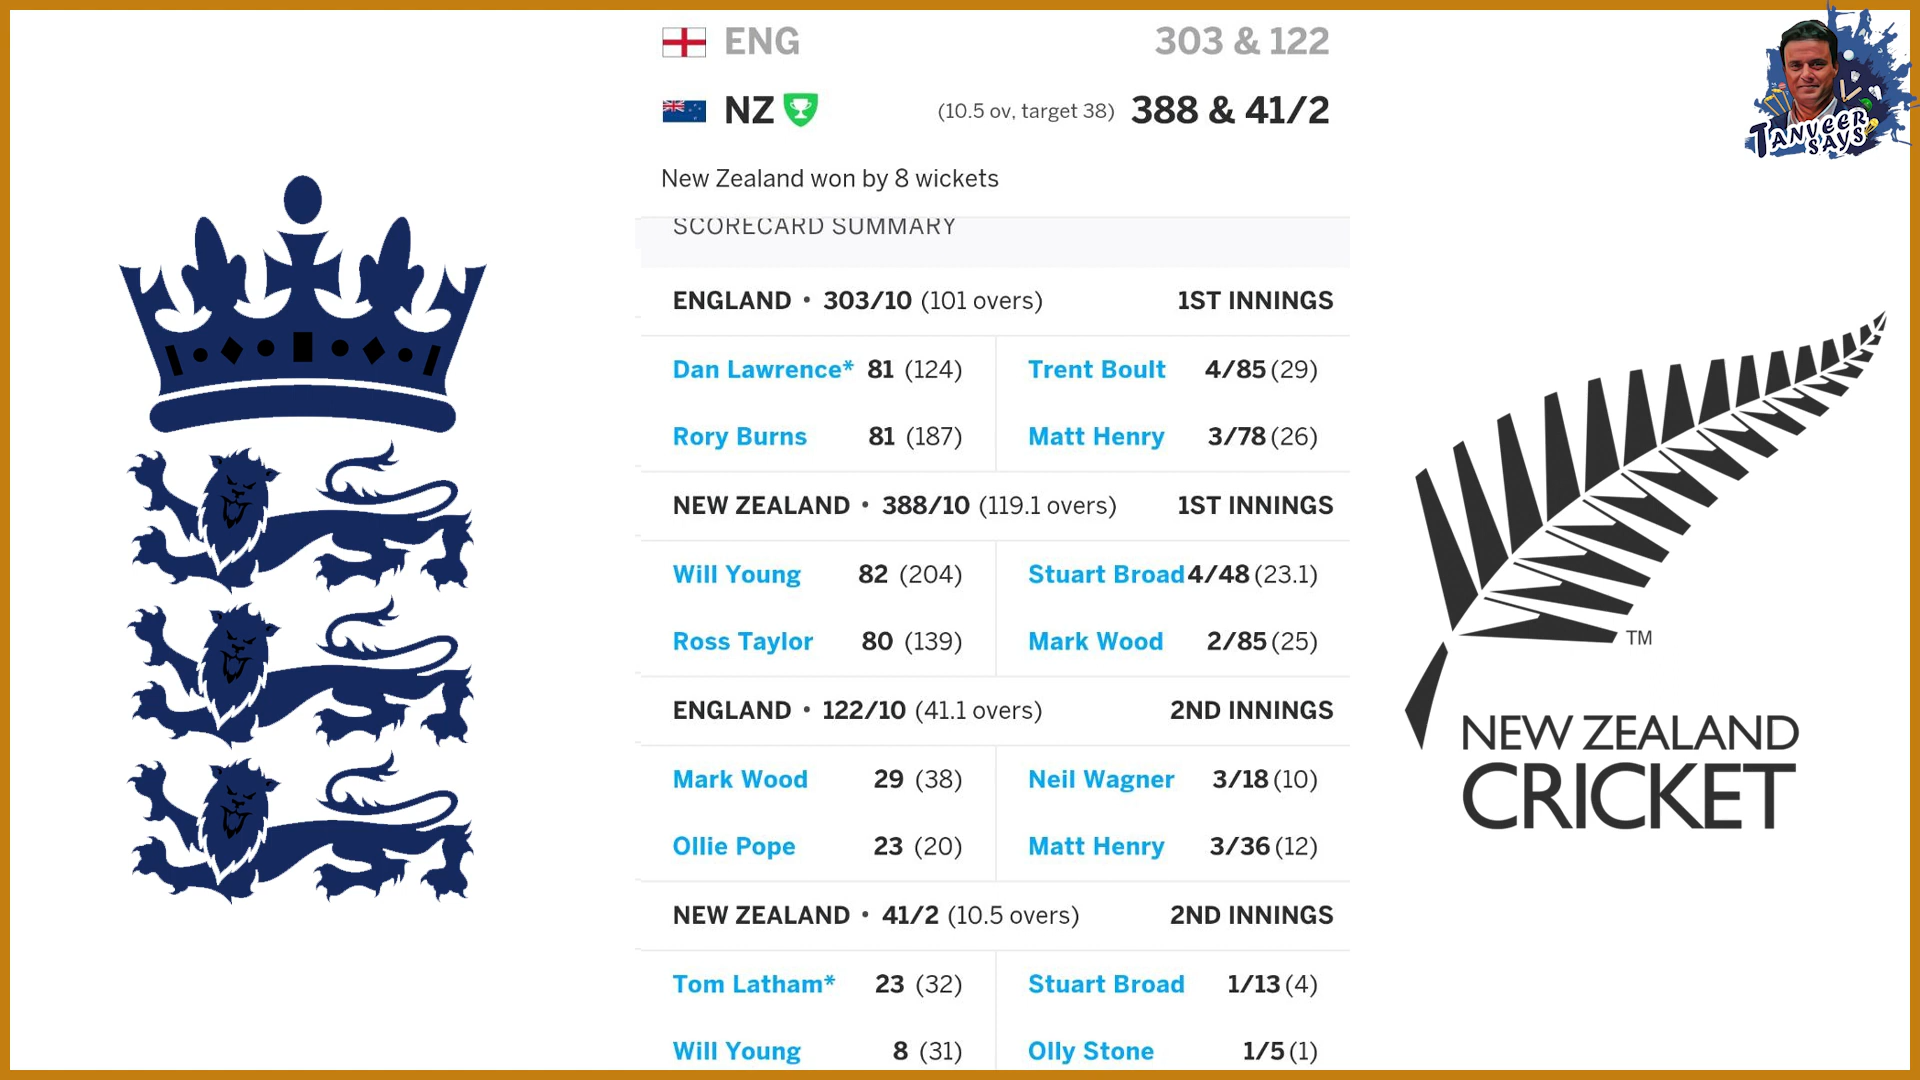 ENG 303 & 122
NZ (10.5 ov, target 38) 388 & 41/2
New Zealand won by 8 wickets
SCORECARD SUMMARY
ENGLAND • 303/10 (101 overs) 1ST INNINGS
Dan Lawrence* 81 (124) Trent Boult 4/85 (29)
Rory Burns 81 (187) Matt Henry 3/78 (26)
NEW ZEALAND • 388/10 (119.1 overs) 1ST INNINGS
Will Young 82 (204) Stuart Broad 4/48 (23.1)
Ross Taylor 80 (139) Mark Wood 2/85 (25)
ENGLAND • 122/10 (41.1 overs) 2ND INNINGS
Mark Wood 29 (38) Neil Wagner 3/18 (10)
Ollie Pope 23 (20) Matt Henry 3/36 (12)
NEW ZEALAND • 41/2 (10.5 overs) 2ND INNINGS
Tom Latham* 23 (32) Stuart Broad 1/13 (4)
Will Young 8 (31) Olly Stone 1/5 (1)
TANVEER
SAYS
TM
NEW ZEALAND
CRICKET